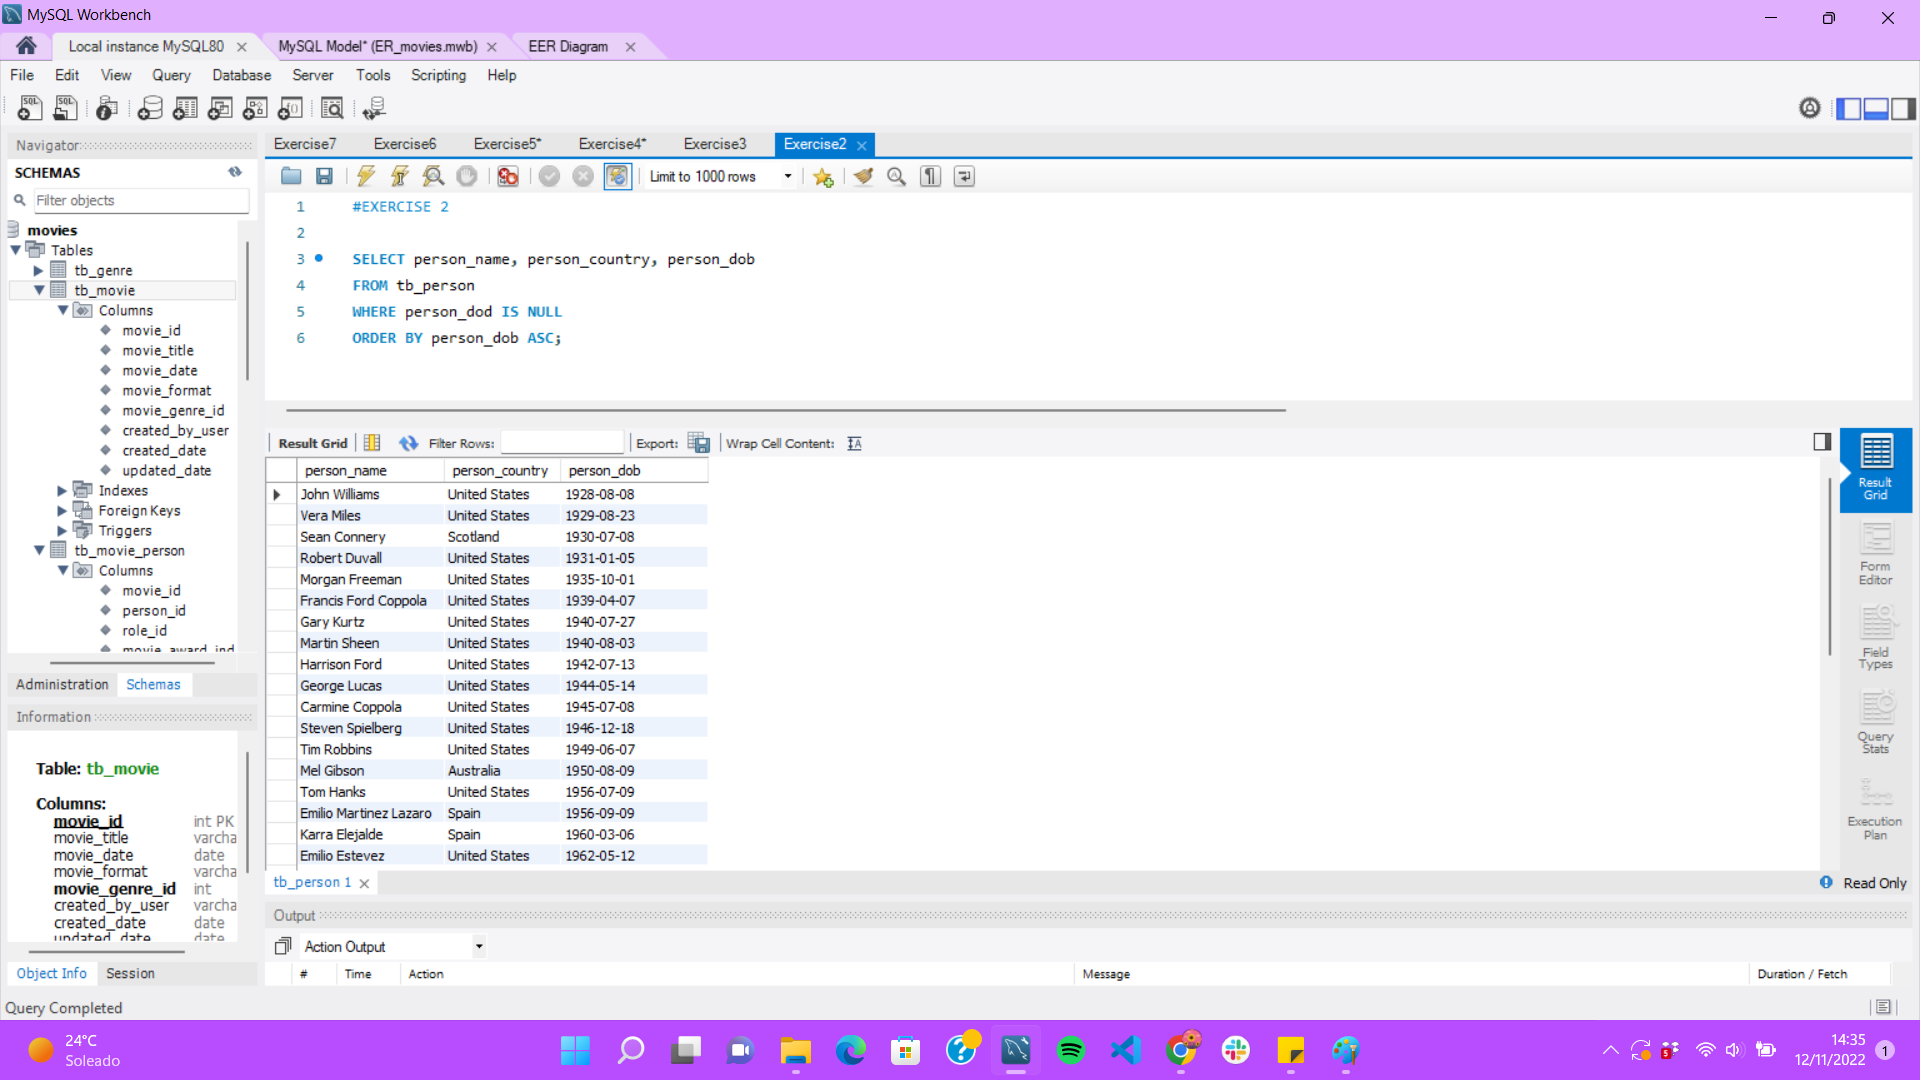 MySQL Workbench
Local instance MySQL80
MySQL Model* (ER_movies.mwb)
EER Diagram
File Edit View Query Database Server Tools Scripting Help
Navigator
SCHEMAS
Filter objects
movies
Tables
tb_genre
tb_movie
Columns
movie_id
movie_title
movie_date
movie_format
movie_genre_id
created_by_user
created_date
updated_date
Indexes
Foreign Keys
Triggers
tb_movie_person
Columns
movie_id
person_id
role_id
movie_award_ind
Administration Schemas
Information
Table: tb_movie
Columns:
movie_id int PK
movie_title varcha
movie_date date
movie_format varcha
movie_genre_id int
created_by_user varcha
created_date date
updated_date date
Object Info Session
Query Completed
Exercise7 Exercise6 Exercise5* Exercise4* Exercise3 Exercise2
Limit to 1000 rows
1 #EXERCISE 2
2
3 SELECT person_name, person_country, person_dob
4 FROM tb_person
5 WHERE person_dod IS NULL
6 ORDER BY person_dob ASC;
Result Grid Filter Rows: Export: Wrap Cell Content:
person_name person_country person_dob
John Williams United States 1928-08-08
Vera Miles United States 1929-08-23
Sean Connery Scotland 1930-07-08
Robert Duvall United States 1931-01-05
Morgan Freeman United States 1935-10-01
Francis Ford Coppola United States 1939-04-07
Gary Kurtz United States 1940-07-27
Martin Sheen United States 1940-08-03
Harrison Ford United States 1942-07-13
George Lucas United States 1944-05-14
Carmine Coppola United States 1945-07-08
Steven Spielberg United States 1946-12-18
Tim Robbins United States 1949-06-07
Mel Gibson Australia 1950-08-09
Tom Hanks United States 1956-07-09
Emilio Martinez Lazaro Spain 1956-09-09
Karra Elejalde Spain 1960-03-06
Emilio Estevez United States 1962-05-12
Result
Grid
Form
Editor
Field
Types
Query
Stats
Execution
Plan
tb_person 1
Read Only
Output
Action Output
# Time Action Message Duration / Fetch
24°C
Soleado
14:35
12/11/2022
1